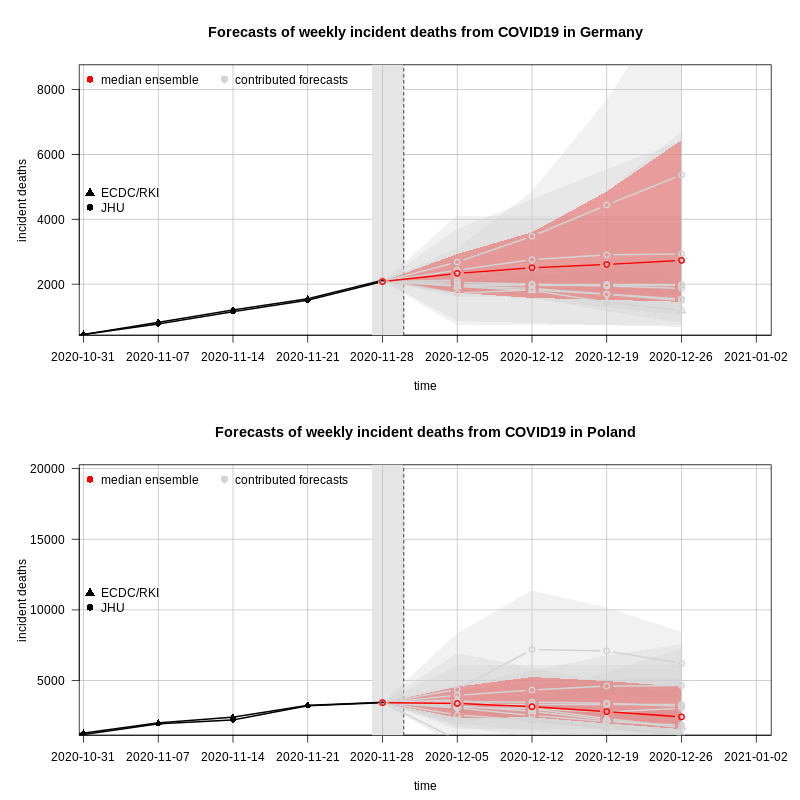 Forecasts of weekly incident deaths from COVID19 in Germany
median ensemble contributed forecasts
8000
6000
4000
2000
incident deaths
ECDC/RKI
JHU
2020-10-31 2020-11-07 2020-11-14 2020-11-21 2020-11-28 2020-12-05 2020-12-12 2020-12-19 2020-12-26 2021-01-02
time
Forecasts of weekly incident deaths from COVID19 in Poland
median ensemble contributed forecasts
20000
15000
10000
5000
incident deaths
ECDC/RKI
JHU
2020-10-31 2020-11-07 2020-11-14 2020-11-21 2020-11-28 2020-12-05 2020-12-12 2020-12-19 2020-12-26 2021-01-02
time